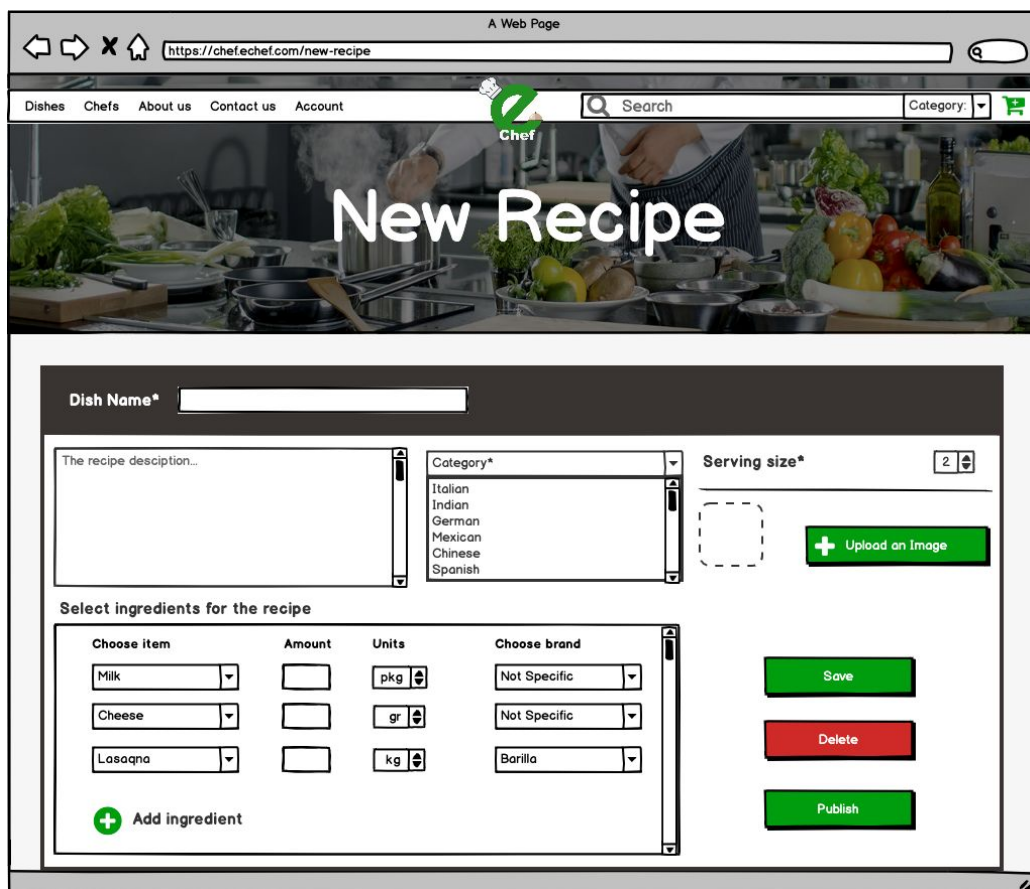 A Web Page
https://chef.echef.com/new-recipe
Dishes Chefs About us Contact us Account
e
Chef
Search
Category:
New Recipe
Dish Name*
The recipe desciption...
Category*
Italian
Indian
German
Mexican
Chinese
Spanish
Serving size*
2
Upload an Image
Select ingredients for the recipe
Choose item Amount Units Choose brand
Milk pkg Not Specific
Cheese gr Not Specific
Lasagna kg Barilla
Add ingredient
Save
Delete
Publish